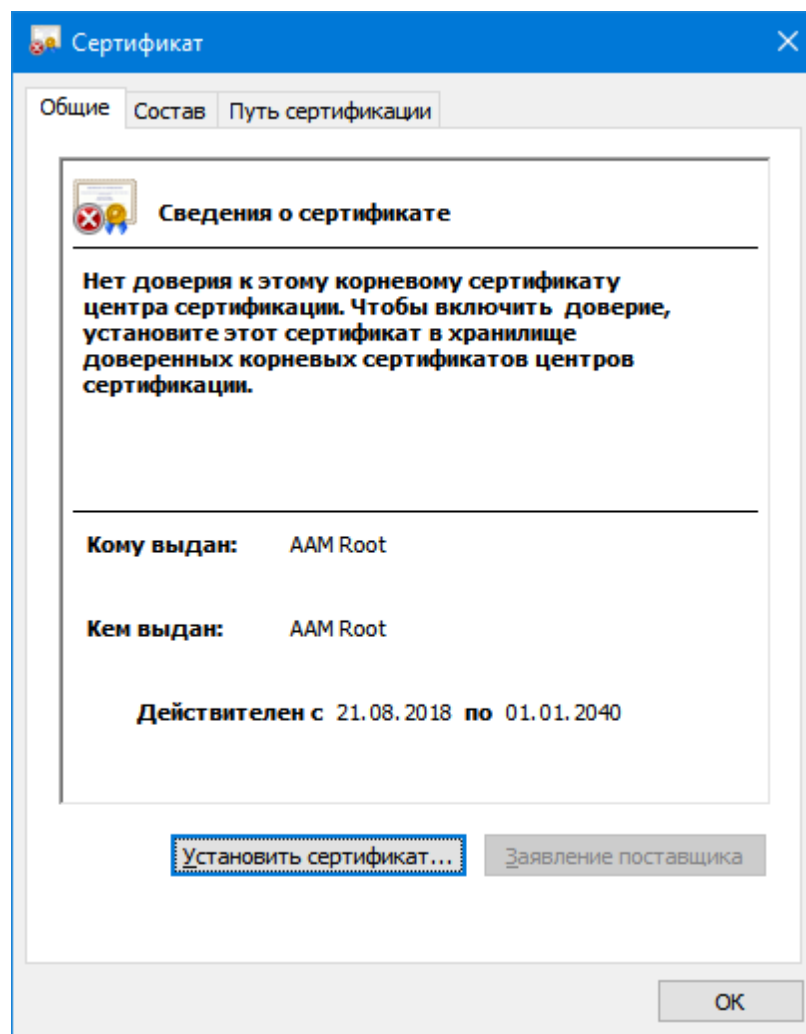 Сертификат
Общие Состав Путь сертификации
Сведения о сертификате
Нет доверия к этому корневому сертификату
центра сертификации. Чтобы включить доверие,
установите этот сертификат в хранилище
доверенных корневых сертификатов центров
сертификации.
Кому выдан: AAM Root
Кем выдан: AAM Root
Действителен с 21.08.2018 по 01.01.2040
Установить сертификат... Заявление поставщика
ОК